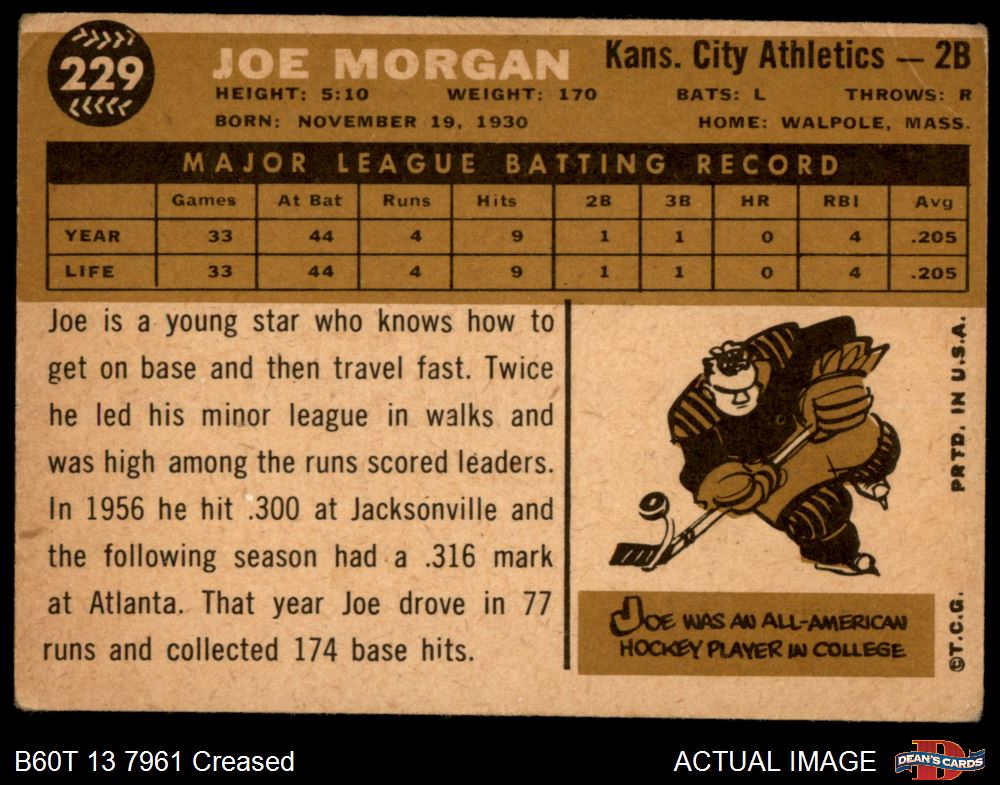 229
JOE MORGAN
Kans. City Athletics — 2B
HEIGHT: 5:10 WEIGHT: 170 BATS: L THROWS: R
BORN: NOVEMBER 19, 1930 HOME: WALPOLE, MASS.
MAJOR LEAGUE BATTING RECORD
Games At Bat Runs Hits 2B 3B HR RBI Avg
YEAR 33 44 4 9 1 1 0 4 .205
LIFE 33 44 4 9 1 1 0 4 .205
Joe is a young star who knows how to
get on base and then travel fast. Twice
he led his minor league in walks and
was high among the runs scored leaders.
In 1956 he hit .300 at Jacksonville and
the following season had a .316 mark
at Atlanta. That year Joe drove in 77
runs and collected 174 base hits.
JOE WAS AN ALL-AMERICAN
HOCKEY PLAYER IN COLLEGE
©T.C.G. PRTD. IN U.S.A.
B60T 13 7961 Creased
ACTUAL IMAGE
D
DEAN'S CARDS